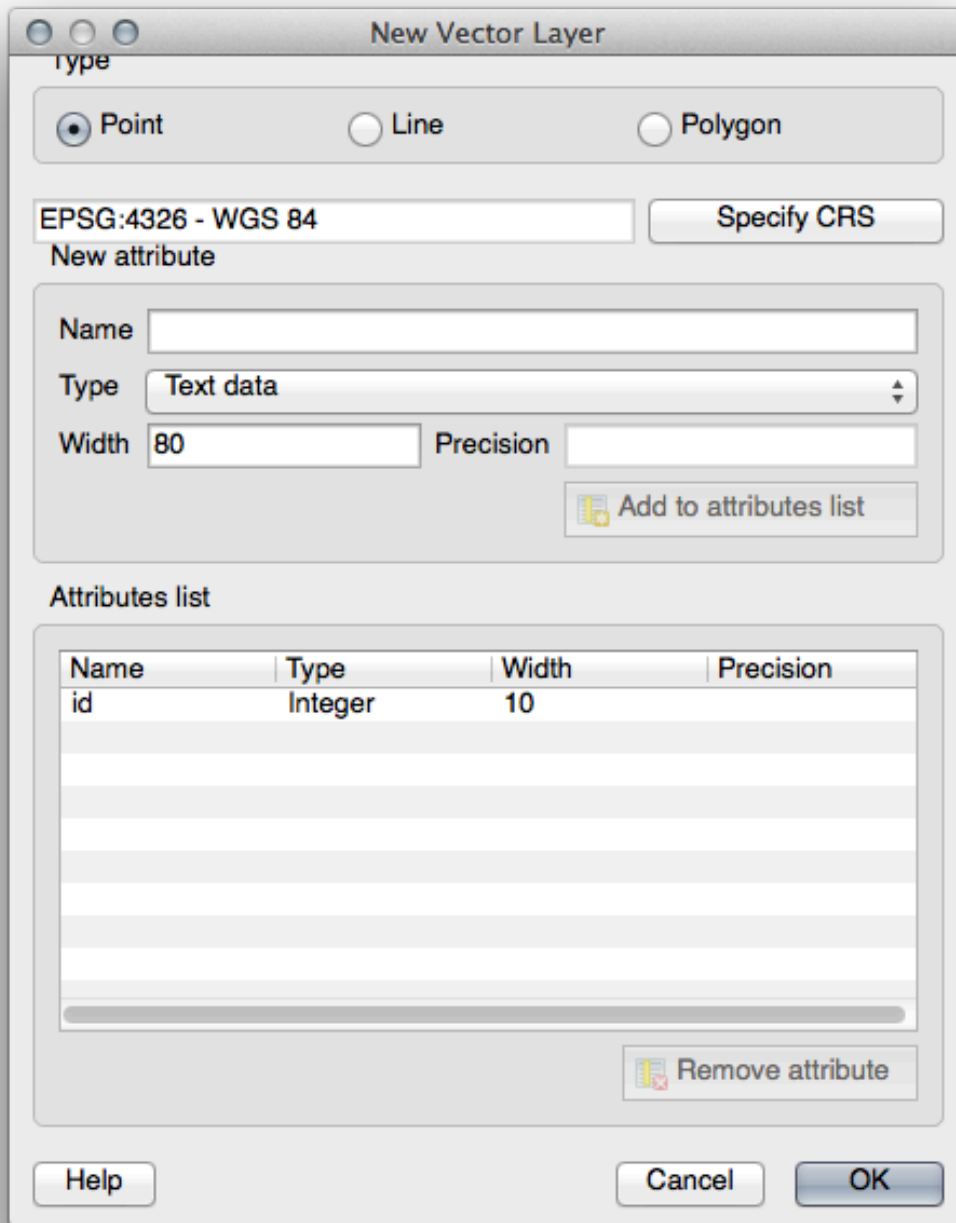 New Vector Layer
Type
Point Line Polygon
EPSG:4326 - WGS 84 Specify CRS
New attribute
Name
Type Text data
Width 80 Precision
Add to attributes list
Attributes list
Name Type Width Precision
id Integer 10
Remove attribute
Help Cancel OK